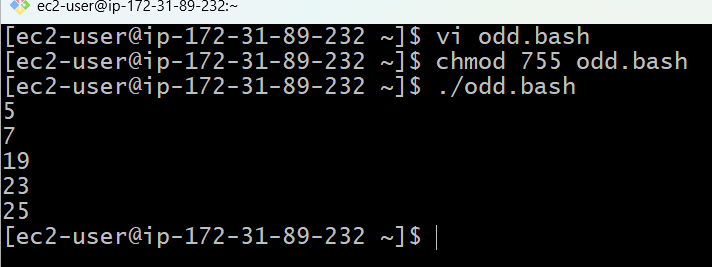 ec2-user@ip-172-31-89-232:~
[ec2-user@ip-172-31-89-232 ~]$ vi odd.bash
[ec2-user@ip-172-31-89-232 ~]$ chmod 755 odd.bash
[ec2-user@ip-172-31-89-232 ~]$ ./odd.bash
5
7
19
23
25
[ec2-user@ip-172-31-89-232 ~]$